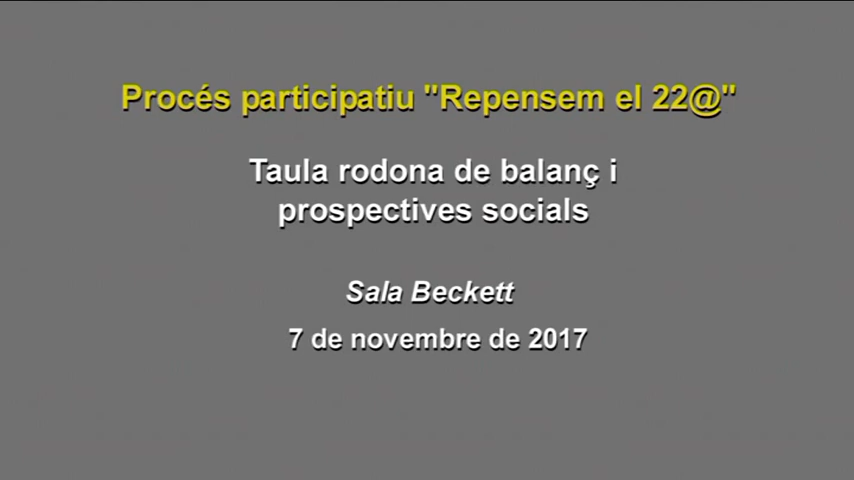 Procés participatiu "Repensem el 22@"
Taula rodona de balanç i
prospectives socials
Sala Beckett
7 de novembre de 2017